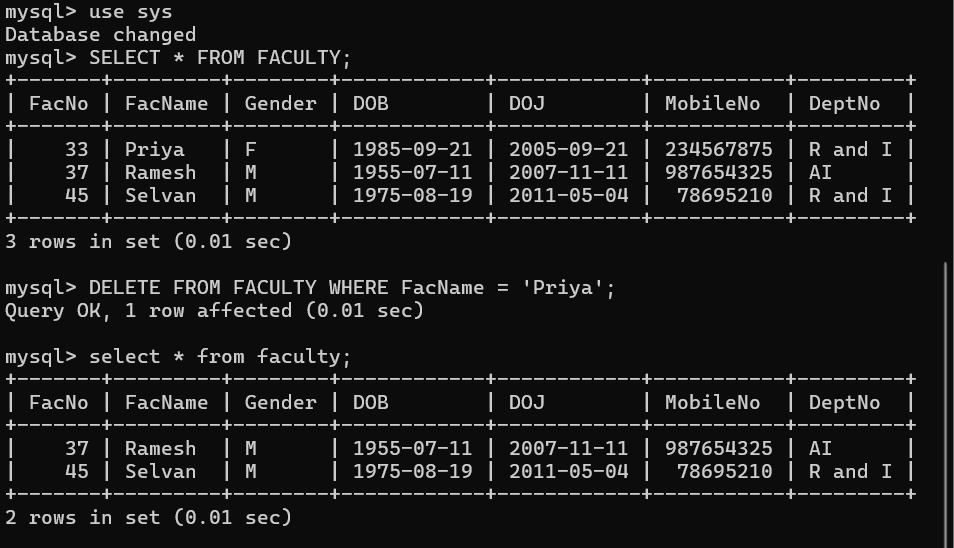 mysql> use sys
Database changed
mysql> SELECT * FROM FACULTY;
+-------+---------+--------+------------+------------+-----------+---------+
| FacNo | FacName | Gender | DOB        | DOJ        | MobileNo  | DeptNo  |
+-------+---------+--------+------------+------------+-----------+---------+
|    33 | Priya   | F      | 1985-09-21 | 2005-09-21 | 234567875 | R and I |
|    37 | Ramesh  | M      | 1955-07-11 | 2007-11-11 | 987654325 | AI      |
|    45 | Selvan  | M      | 1975-08-19 | 2011-05-04 |  78695210 | R and I |
+-------+---------+--------+------------+------------+-----------+---------+
3 rows in set (0.01 sec)

mysql> DELETE FROM FACULTY WHERE FacName = 'Priya';
Query OK, 1 row affected (0.01 sec)

mysql> select * from faculty;
+-------+---------+--------+------------+------------+-----------+---------+
| FacNo | FacName | Gender | DOB        | DOJ        | MobileNo  | DeptNo  |
+-------+---------+--------+------------+------------+-----------+---------+
|    37 | Ramesh  | M      | 1955-07-11 | 2007-11-11 | 987654325 | AI      |
|    45 | Selvan  | M      | 1975-08-19 | 2011-05-04 |  78695210 | R and I |
+-------+---------+--------+------------+------------+-----------+---------+
2 rows in set (0.01 sec)